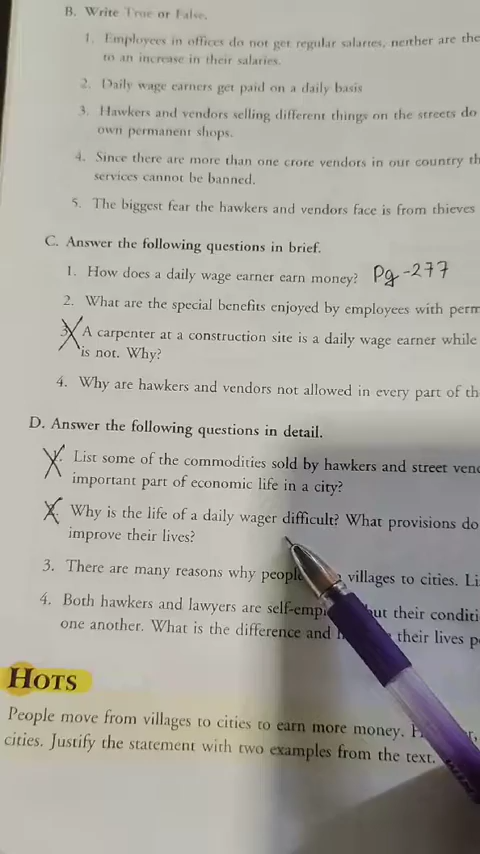 B. Write True or False.
1. Employees in offices do not get regular salaries, neither are the
to an increase in their salaries.
2. Daily wage earners get paid on a daily basis
3. Hawkers and vendors selling different things on the streets do
own permanent shops.
4. Since there are more than one crore vendors in our country th
services cannot be banned.
5. The biggest fear the hawkers and vendors face is from thieves
C. Answer the following questions in brief.
1. How does a daily wage earner earn money? Pg-277
2. What are the special benefits enjoyed by employees with perm
3. A carpenter at a construction site is a daily wage earner while
is not. Why?
4. Why are hawkers and vendors not allowed in every part of th
D. Answer the following questions in detail.
1. List some of the commodities sold by hawkers and street ven
important part of economic life in a city?
2. Why is the life of a daily wager difficult? What provisions do
improve their lives?
3. There are many reasons why people villages to cities. Li
4. Both hawkers and lawyers are self-empl but their conditi
one another. What is the difference and their lives p
HOTS
People move from villages to cities to earn more money.
cities. Justify the statement with two examples from the text.